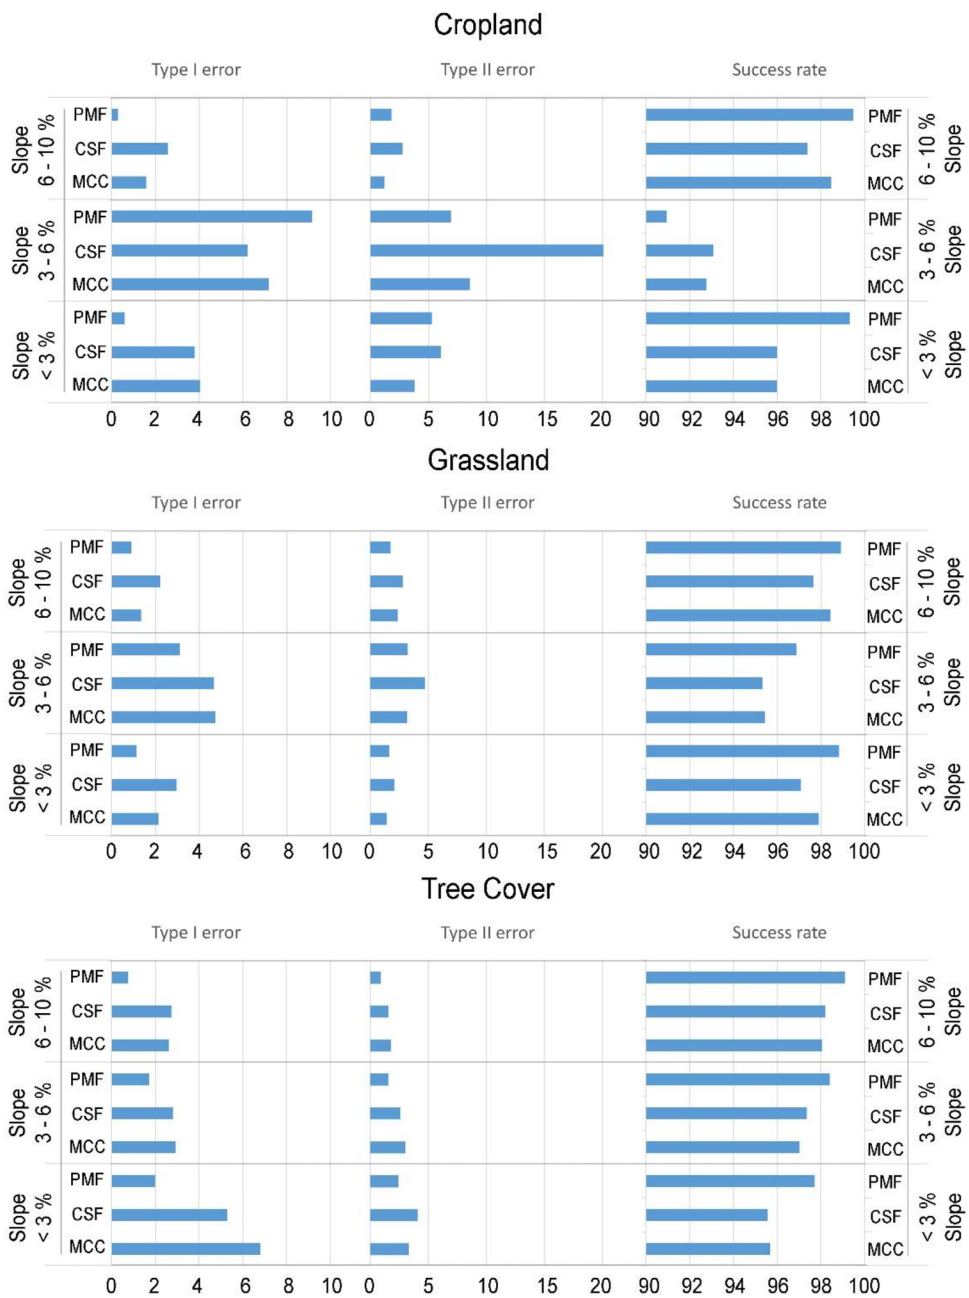 Cropland
Type I error Type II error Success rate
Slope 6 - 10 % PMF PMF 6 - 10 % Slope
CSF CSF
MCC MCC
Slope 3 - 6 % PMF PMF 3 - 6 % Slope
CSF CSF
MCC MCC
Slope < 3 % PMF PMF < 3 % Slope
CSF CSF
MCC MCC
0 2 4 6 8 10 0 5 10 15 20 90 92 94 96 98 100
Grassland
Type I error Type II error Success rate
Slope 6 - 10 % PMF PMF 6 - 10 % Slope
CSF CSF
MCC MCC
Slope 3 - 6 % PMF PMF 3 - 6 % Slope
CSF CSF
MCC MCC
Slope < 3 % PMF PMF < 3 % Slope
CSF CSF
MCC MCC
0 2 4 6 8 10 0 5 10 15 20 90 92 94 96 98 100
Tree Cover
Type I error Type II error Success rate
Slope 6 - 10 % PMF PMF 6 - 10 % Slope
CSF CSF
MCC MCC
Slope 3 - 6 % PMF PMF 3 - 6 % Slope
CSF CSF
MCC MCC
Slope < 3 % PMF PMF < 3 % Slope
CSF CSF
MCC MCC
0 2 4 6 8 10 0 5 10 15 20 90 92 94 96 98 100